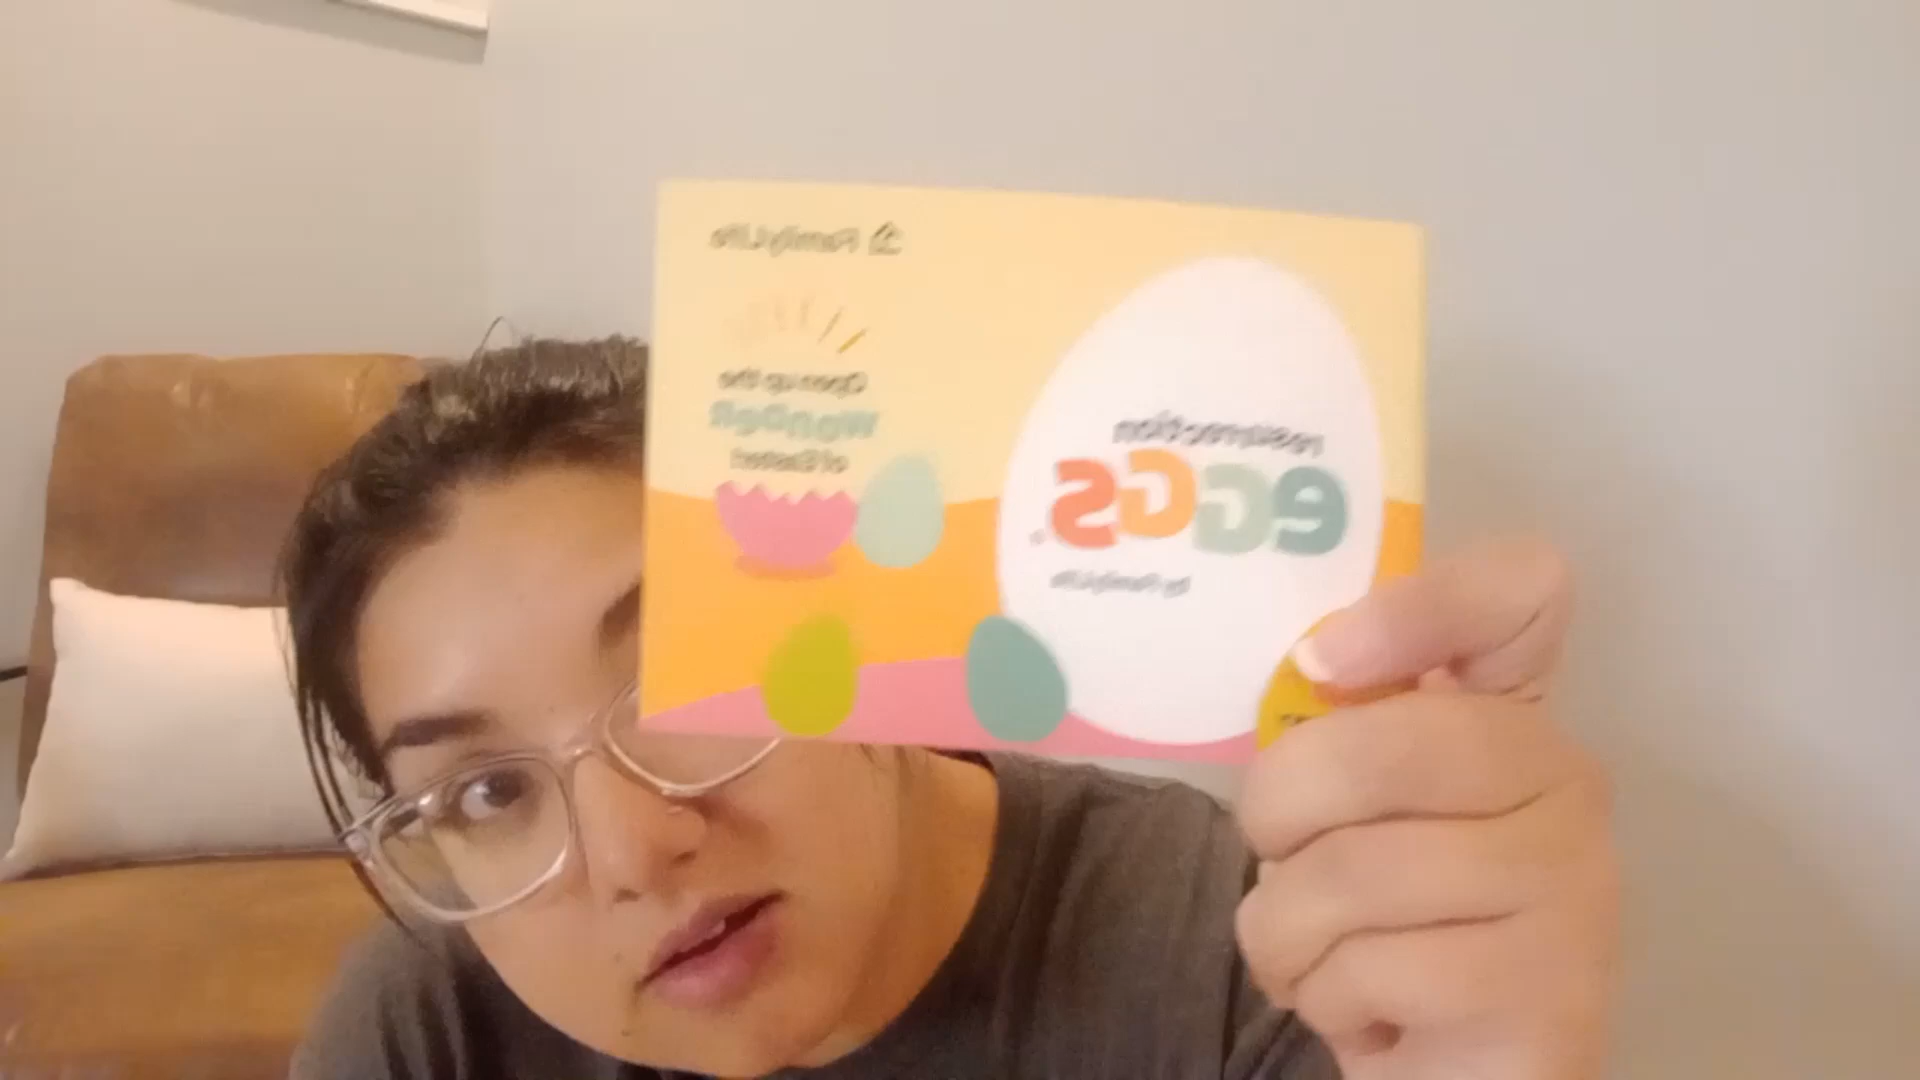 FamilyLife
Open up the
WONDER
of Easter!
resurrection
eGGs
by FamilyLife